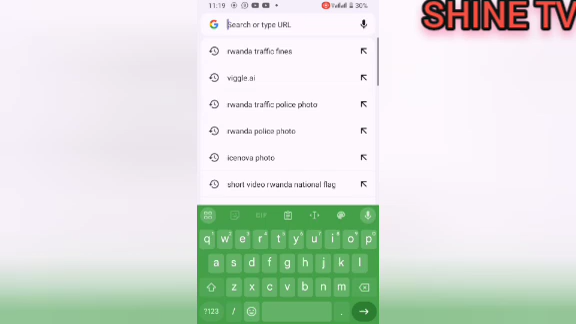 11:19
30%
SHINE TV
Search or type URL
rwanda traffic fines
viggle.ai
rwanda traffic police photo
rwanda police photo
icenova photo
short video rwanda national flag
GIF
q w e r t y u i o p
a s d f g h j k l
z x c v b n m
?123 / .